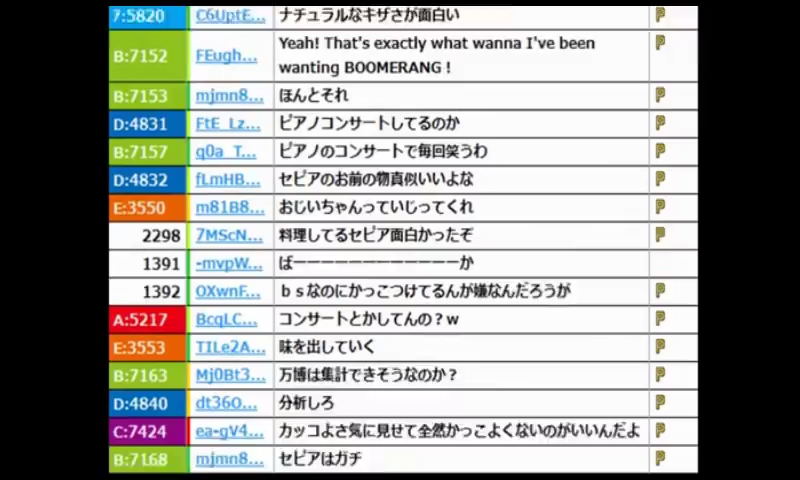 7:5820 C6UptE... ナチュラルなキザさが面白い P
B:7152 FEugh... Yeah! That's exactly what wanna I've been P
wanting BOOMERANG !
B:7153 mjmn8... ほんとそれ P
D:4831 FtE_Lz... ピアノコンサートしてるのか P
B:7157 q0a_T... ピアノのコンサートで毎回笑うわ P
D:4832 fLmHB... セピアのお前の物真似いいよな P
E:3550 m81B8... おじいちゃんっていじってくれ P
2298 7MScN... 料理してるセピア面白かったぞ P
1391 -mvpW... ばーーーーーーーーーーーーか
1392 OXwnF... ｂｓなのにかっこつけてるんが嫌なんだろうが P
A:5217 BcqLC... コンサートとかしてんの？w P
E:3553 TILe2A... 味を出していく P
B:7163 Mj0Bt3... 万博は集計できそうなのか？ P
D:4840 dt36O... 分析しろ P
C:7424 ea-gV4... カッコよさ気に見せて全然かっこよくないのがいいんだよ P
B:7168 mjmn8... セピアはガチ P